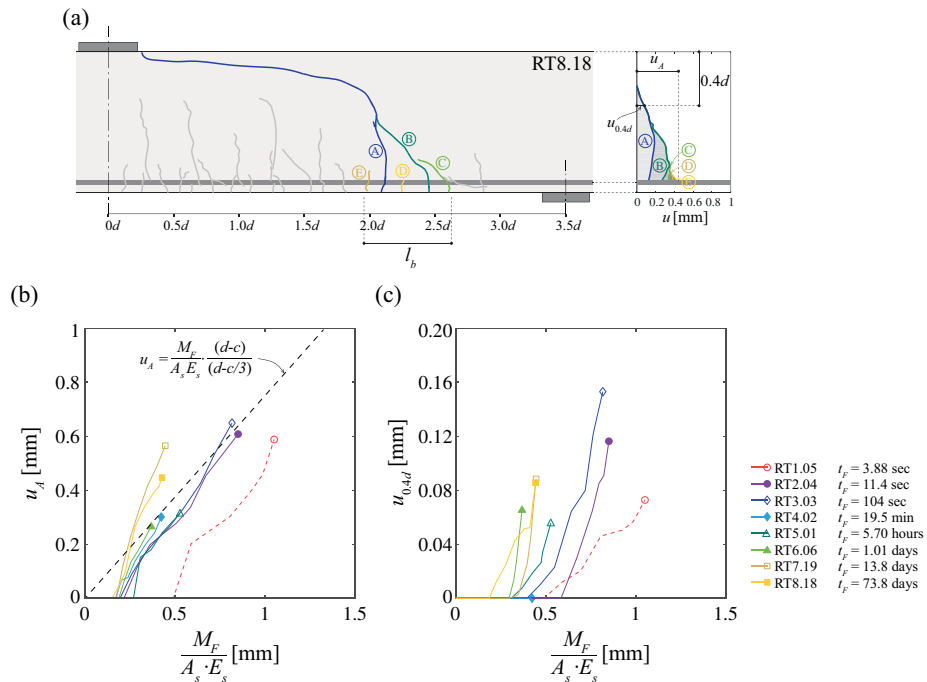 (a)
RT8.18
u_A
0.4d
u_{0.4d}
A
B
C
D
E
A
B
C
D
E
0d 0.5d 1.0d 1.5d 2.0d 2.5d 3.0d 3.5d
l_b
0 0.2 0.4 0.6 0.8 1
u [mm]
(b)
1
0.8
0.6
0.4
0.2
0
0 0.5 1 1.5
u_A [mm]
u_A = M_F / A_s E_s · (d-c) / (d-c/3)
M_F / A_s · E_s [mm]
(c)
0.20
0.16
0.12
0.08
0.04
0
0 0.5 1 1.5
u_{0.4d} [mm]
M_F / A_s · E_s [mm]
RT1.05 t_F = 3.88 sec
RT2.04 t_F = 11.4 sec
RT3.03 t_F = 104 sec
RT4.02 t_F = 19.5 min
RT5.01 t_F = 5.70 hours
RT6.06 t_F = 1.01 days
RT7.19 t_F = 13.8 days
RT8.18 t_F = 73.8 days